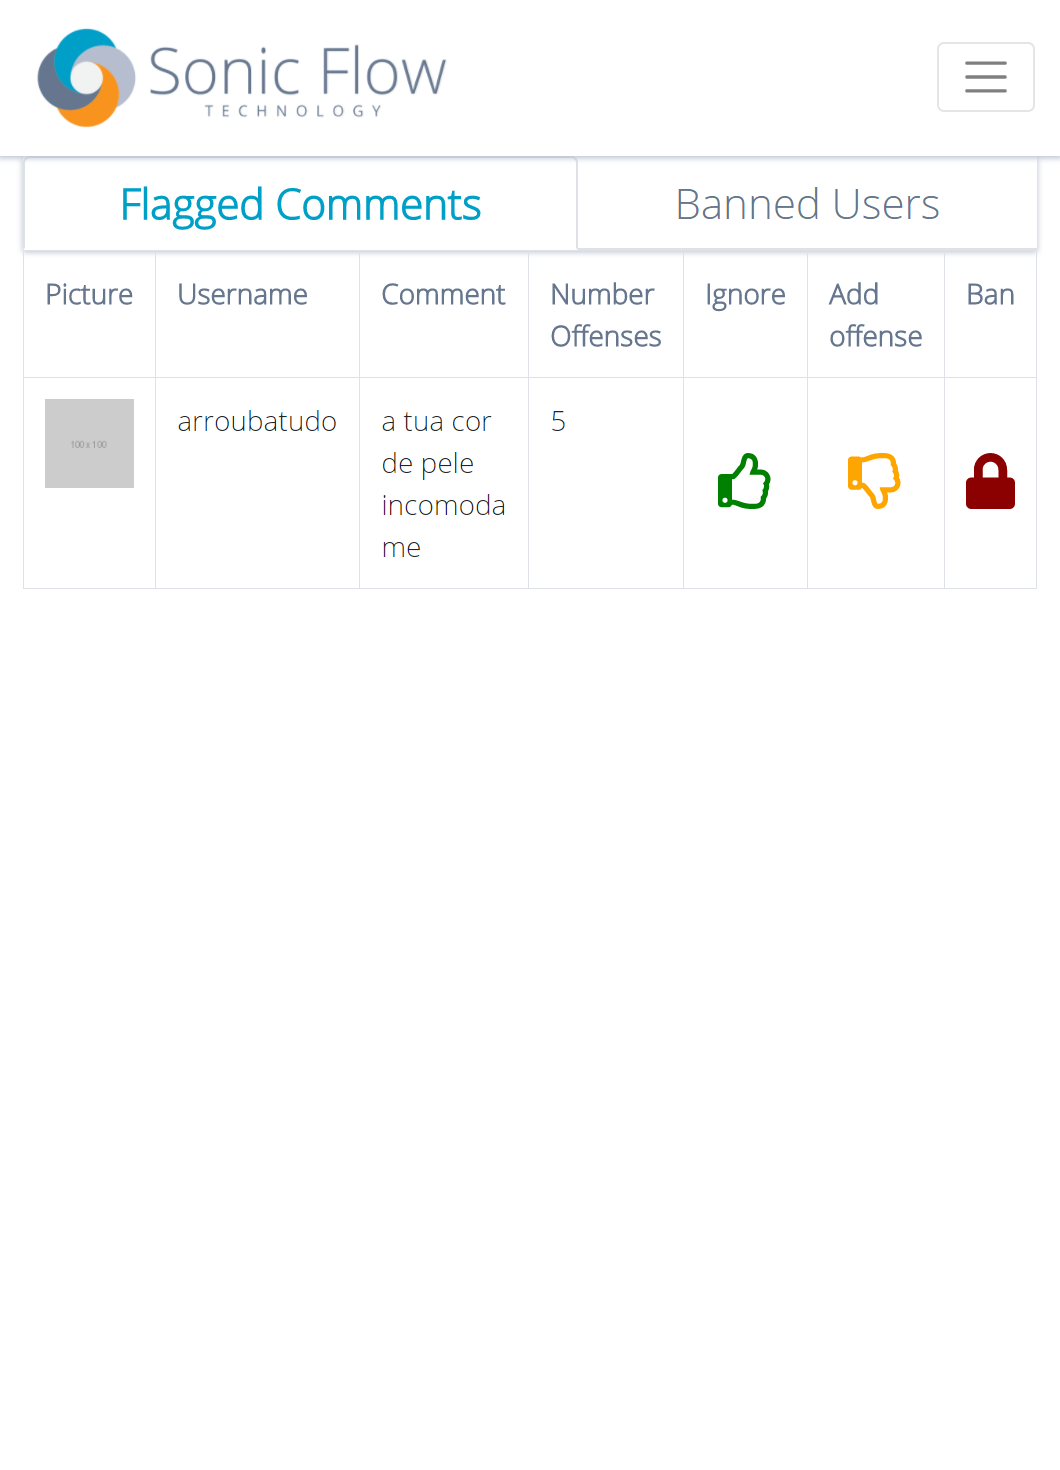 Sonic Flow
TECHNOLOGY
Flagged Comments
Banned Users
Picture
Username
Comment
Number
Offenses
Ignore
Add
offense
Ban
100 x 100
arroubatudo
a tua cor
de pele
incomoda
me
5